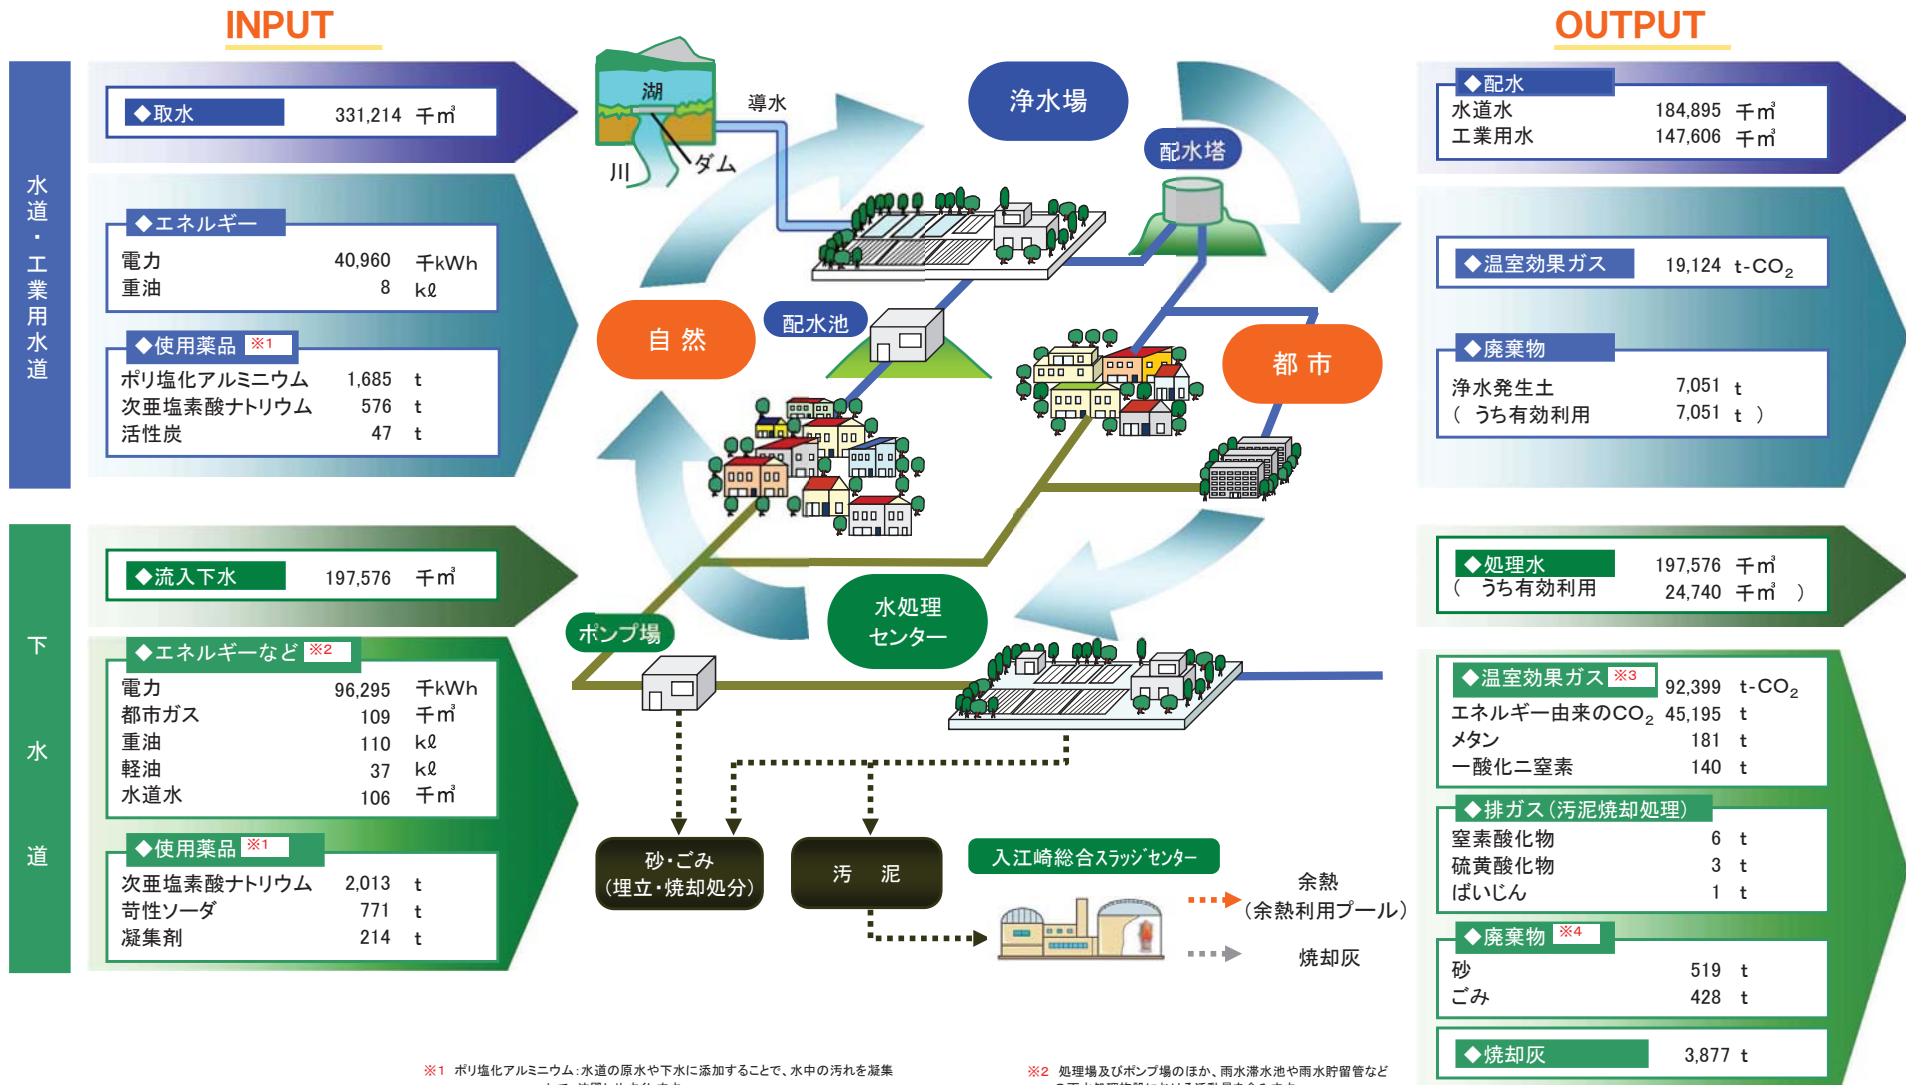 INPUT
OUTPUT
水道・工業用水道
◆取水 331,214 千㎥
◆エネルギー
電力 40,960 千kWh
重油 8 kℓ
◆使用薬品 ※1
ポリ塩化アルミニウム 1,685 t
次亜塩素酸ナトリウム 576 t
活性炭 47 t
下水道
◆流入下水 197,576 千㎥
◆エネルギーなど ※2
電力 96,295 千kWh
都市ガス 109 千㎥
重油 110 kℓ
軽油 37 kℓ
水道水 106 千㎥
◆使用薬品 ※1
次亜塩素酸ナトリウム 2,013 t
苛性ソーダ 771 t
凝集剤 214 t
湖
導水
川
ダム
浄水場
配水塔
自然
配水池
都市
ポンプ場
水処理
センター
砂・ごみ
(埋立・焼却処分)
汚 泥
入江崎総合スラッジセンター
余熱
(余熱利用プール)
焼却灰
◆配水
水道水 184,895 千㎥
工業用水 147,606 千㎥
◆温室効果ガス 19,124 t-CO₂
◆廃棄物
浄水発生土 7,051 t
( うち有効利用 7,051 t )
◆処理水 197,576 千㎥
( うち有効利用 24,740 千㎥ )
◆温室効果ガス ※3 92,399 t-CO₂
エネルギー由来のCO₂ 45,195 t
メタン 181 t
一酸化二窒素 140 t
◆排ガス(汚泥焼却処理)
窒素酸化物 6 t
硫黄酸化物 3 t
ばいじん 1 t
◆廃棄物 ※4
砂 519 t
ごみ 428 t
◆焼却灰 3,877 t
※1 ポリ塩化アルミニウム:水道の原水や下水に添加することで、水中の汚れを凝集
※2 処理場及びポンプ場のほか、雨水滞水池や雨水貯留管など